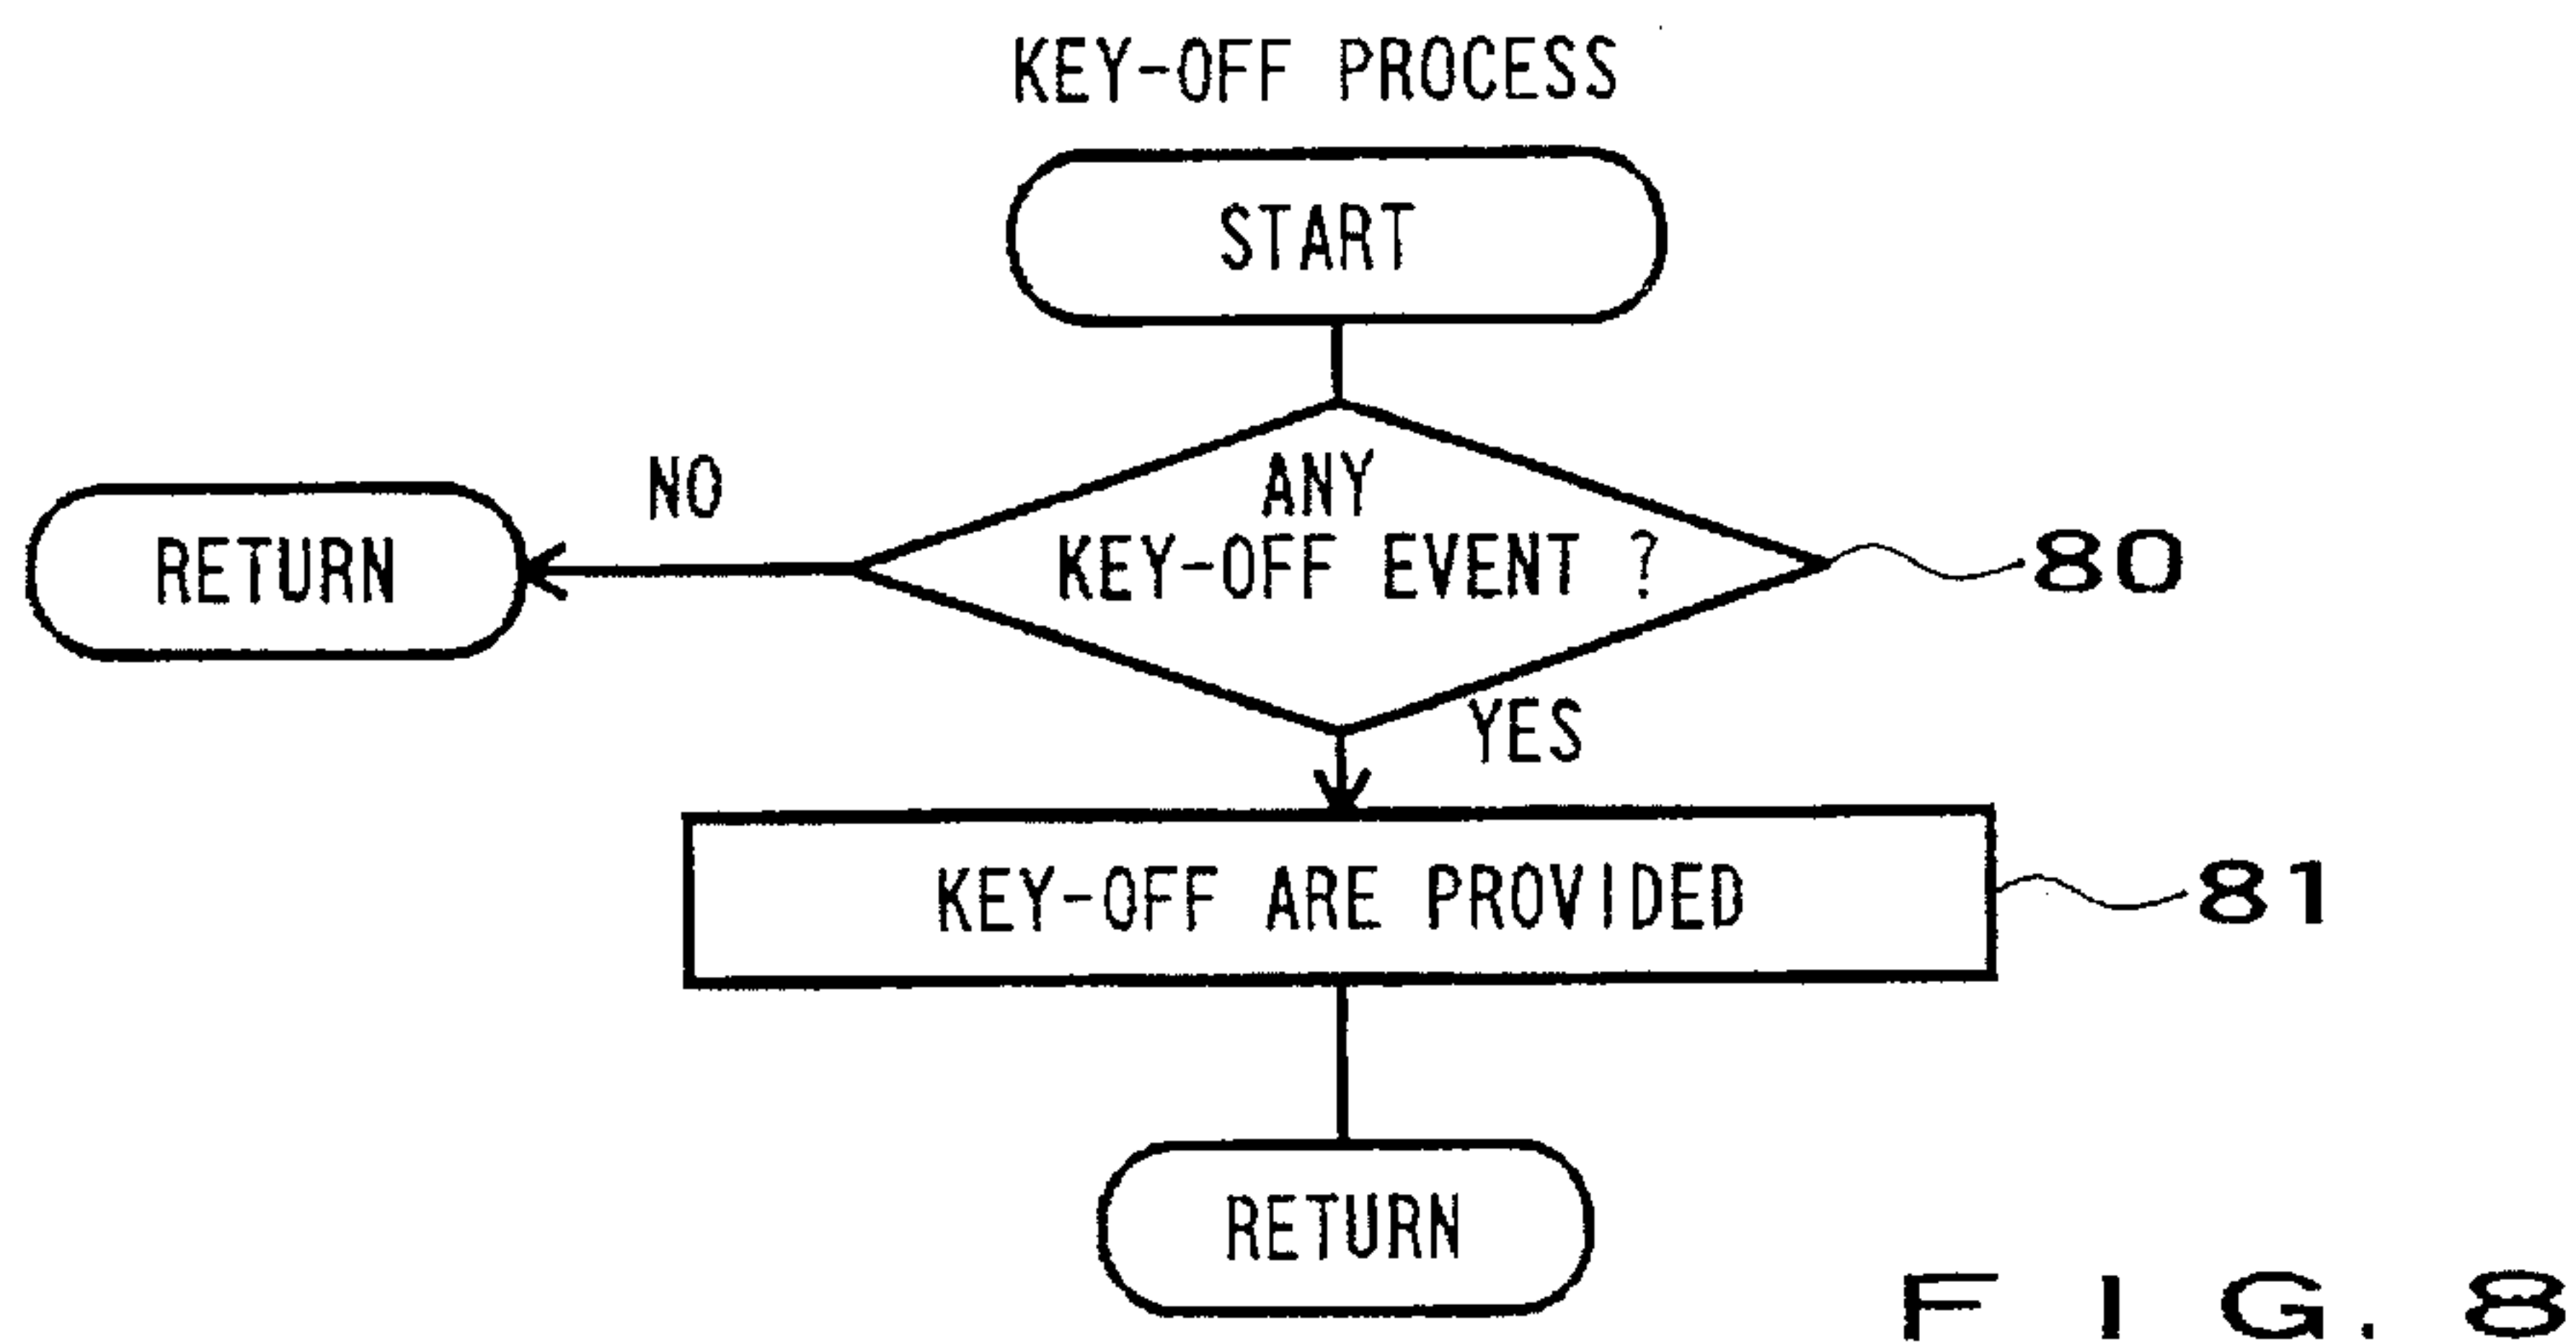 KEY-OFF PROCESS
START
ANY
KEY-OFF EVENT ?
80
NO
RETURN
YES
KEY-OFF ARE PROVIDED
81
RETURN
FIG. 8